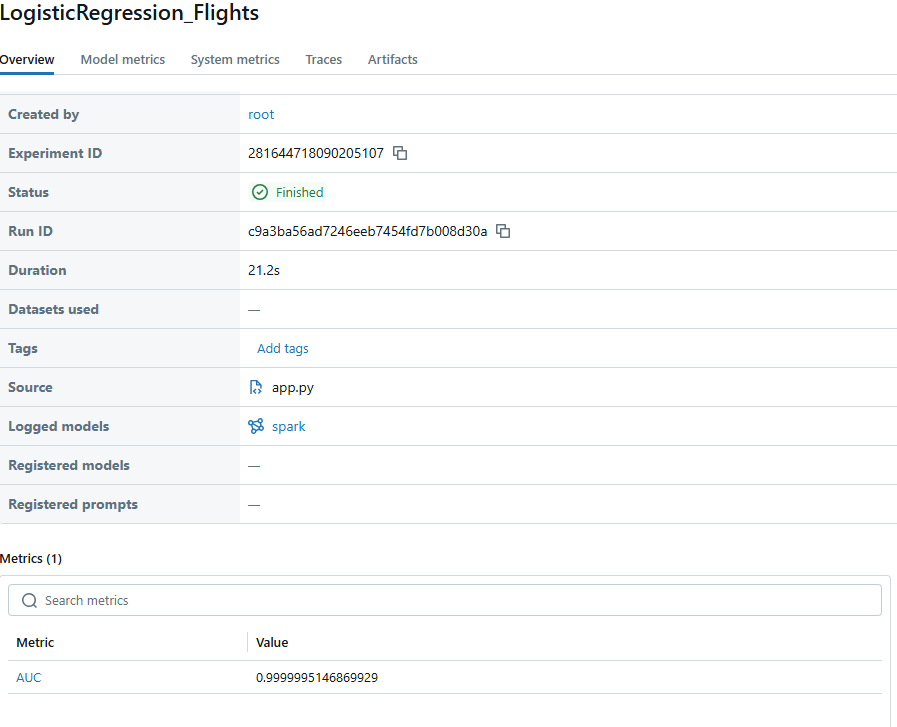 LogisticRegression_Flights
Overview Model metrics System metrics Traces Artifacts
Created by root
Experiment ID 281644718090205107
Status Finished
Run ID c9a3ba56ad7246eeb7454fd7b008d30a
Duration 21.2s
Datasets used —
Tags Add tags
Source app.py
Logged models spark
Registered models —
Registered prompts —
Metrics (1)
Search metrics
Metric Value
AUC 0.9999995146869929